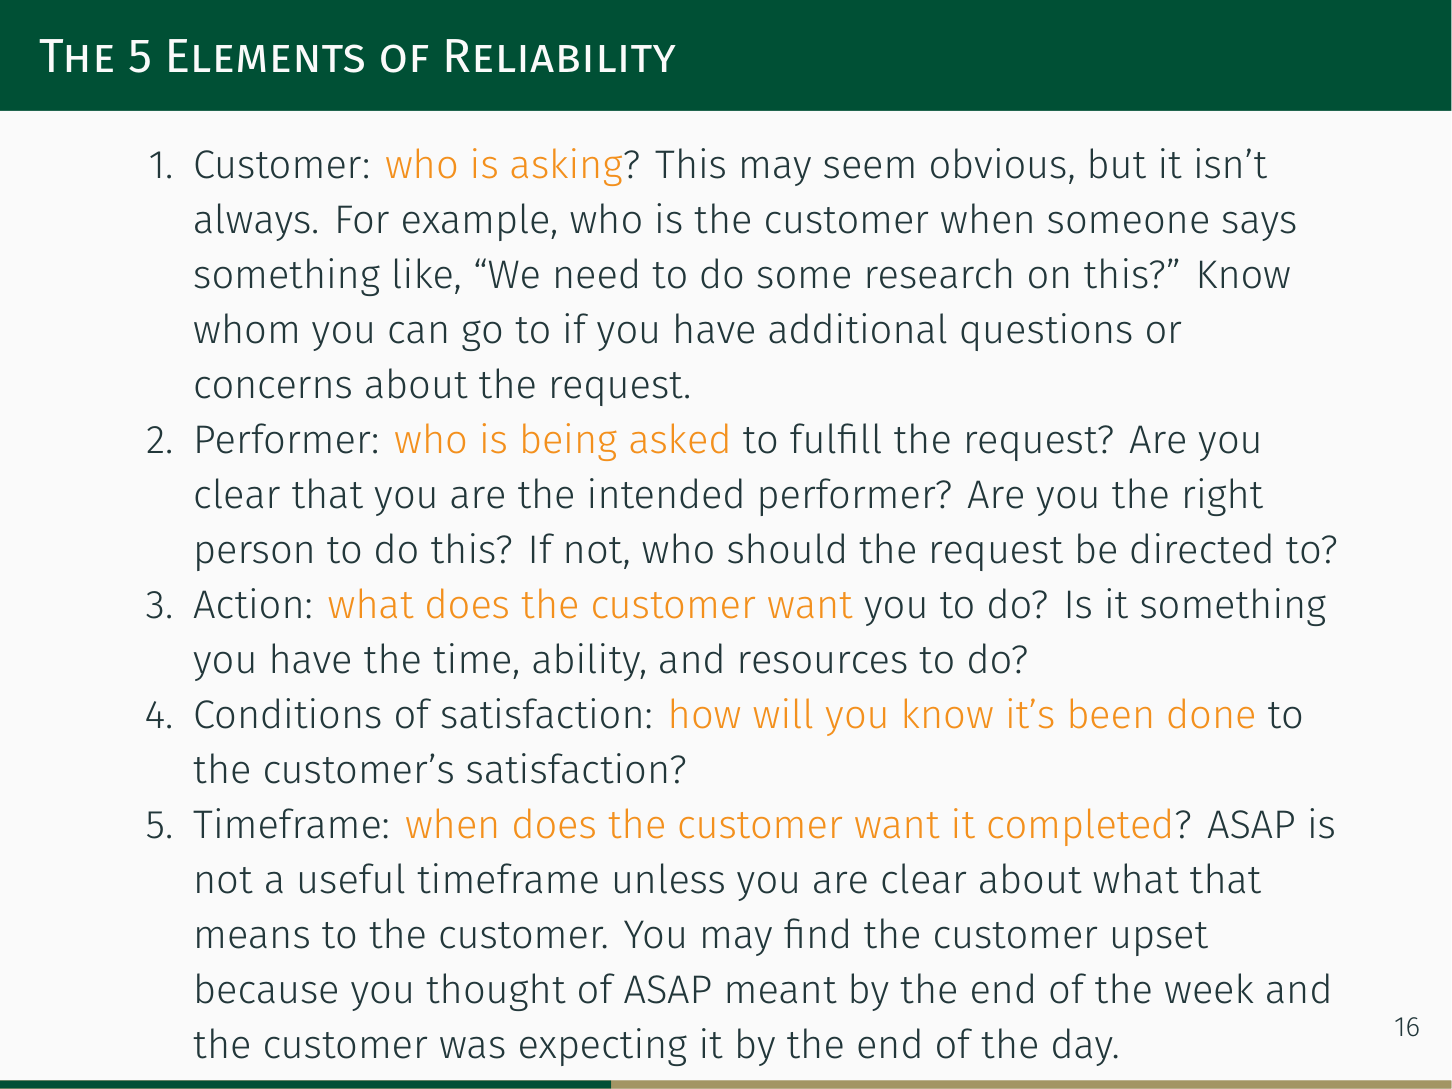 The 5 Elements of Reliability
1. Customer: who is asking? This may seem obvious, but it isn’t
always. For example, who is the customer when someone says
something like, “We need to do some research on this?” Know
whom you can go to if you have additional questions or
concerns about the request.
2. Performer: who is being asked to fulfill the request? Are you
clear that you are the intended performer? Are you the right
person to do this? If not, who should the request be directed to?
3. Action: what does the customer want you to do? Is it something
you have the time, ability, and resources to do?
4. Conditions of satisfaction: how will you know it’s been done to
the customer’s satisfaction?
5. Timeframe: when does the customer want it completed? ASAP is
not a useful timeframe unless you are clear about what that
means to the customer. You may find the customer upset
because you thought of ASAP meant by the end of the week and
the customer was expecting it by the end of the day.
16